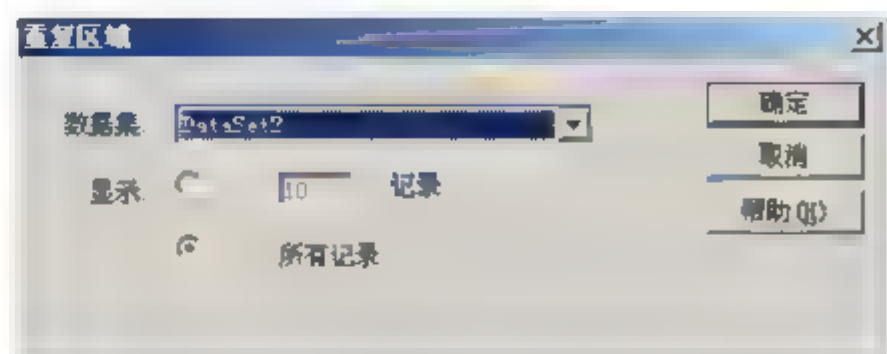 重复区域
数据集:
DataSet2
确定
取消
显示:
10 记录
帮助(H)
所有记录